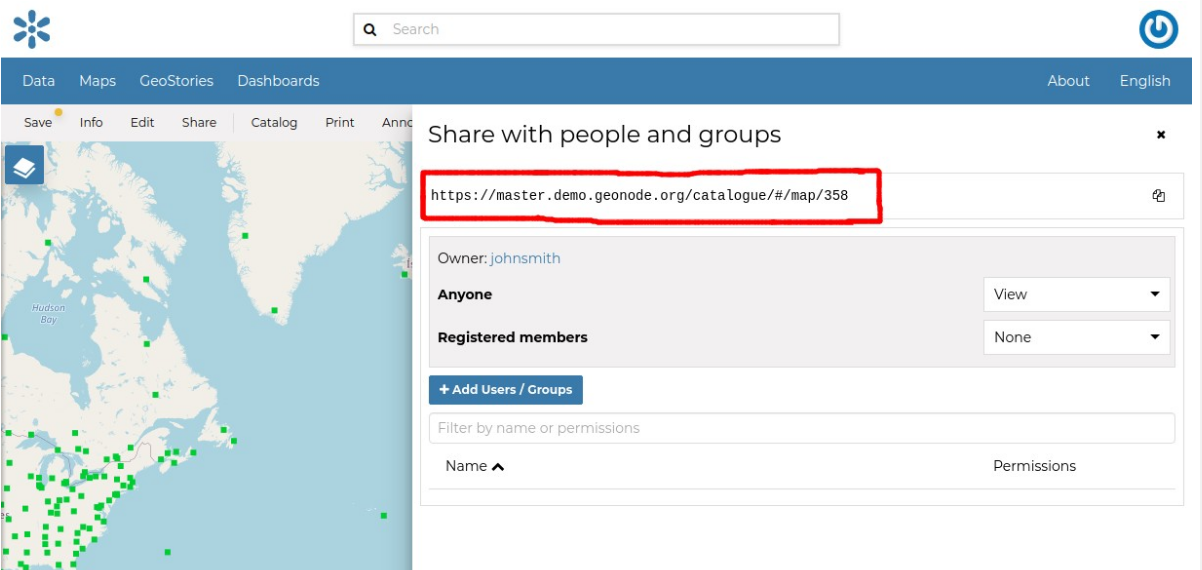 Search
Data Maps GeoStories Dashboards About English
Save Info Edit Share Catalog Print
Share with people and groups
https://master.demo.geonode.org/catalogue/#/map/358
Owner: johnsmith
Anyone View
Registered members None
+ Add Users / Groups
Filter by name or permissions
Name Permissions
Hudson
Bay